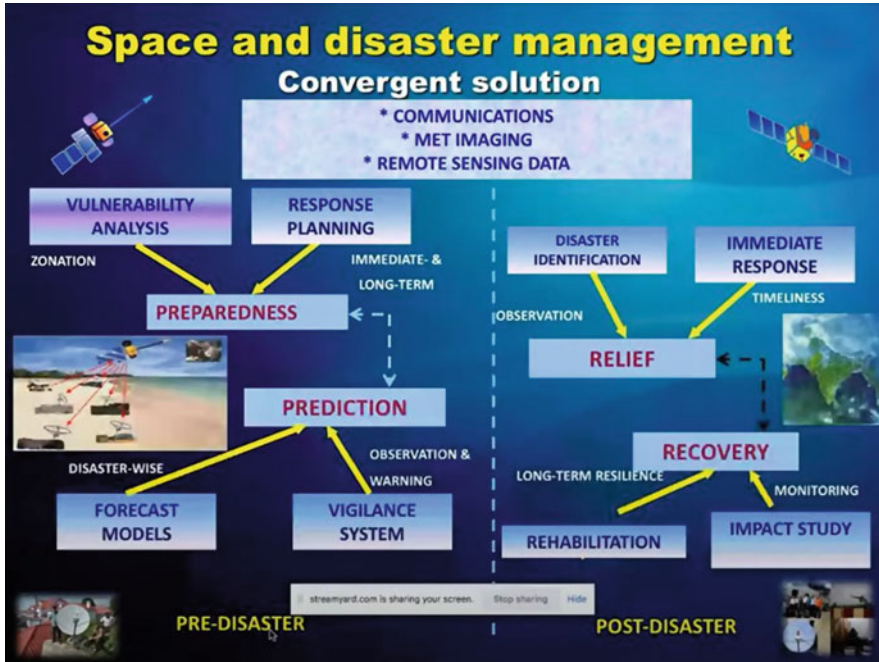 Space and disaster management
Convergent solution
* COMMUNICATIONS
* MET IMAGING
* REMOTE SENSING DATA
VULNERABILITY
ANALYSIS
RESPONSE
PLANNING
ZONATION
IMMEDIATE- &
LONG-TERM
PREPAREDNESS
PREDICTION
DISASTER-WISE
OBSERVATION &
WARNING
FORECAST
MODELS
VIGILANCE
SYSTEM
PRE-DISASTER
DISASTER
IDENTIFICATION
IMMEDIATE
RESPONSE
OBSERVATION
TIMELINESS
RELIEF
RECOVERY
LONG-TERM RESILIENCE
MONITORING
REHABILITATION
IMPACT STUDY
POST-DISASTER
streamyard.com is sharing your screen. Stop sharing Hide